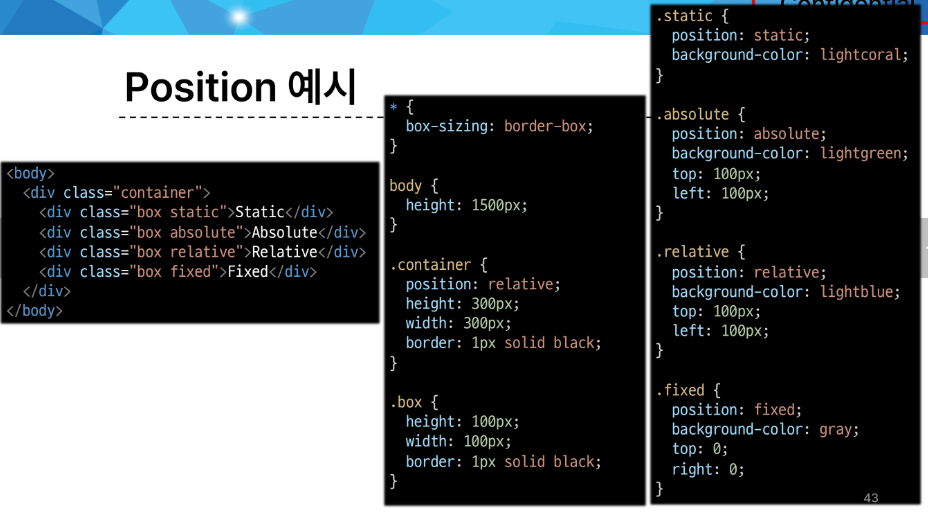 Confidential
Position 예시
<body>
  <div class="container">
    <div class="box static">Static</div>
    <div class="box absolute">Absolute</div>
    <div class="box relative">Relative</div>
    <div class="box fixed">Fixed</div>
  </div>
</body>
* {
  box-sizing: border-box;
}
body {
  height: 1500px;
}
.container {
  position: relative;
  height: 300px;
  width: 300px;
  border: 1px solid black;
}
.box {
  height: 100px;
  width: 100px;
  border: 1px solid black;
}
.static {
  position: static;
  background-color: lightcoral;
}
.absolute {
  position: absolute;
  background-color: lightgreen;
  top: 100px;
  left: 100px;
}
.relative {
  position: relative;
  background-color: lightblue;
  top: 100px;
  left: 100px;
}
.fixed {
  position: fixed;
  background-color: gray;
  top: 0;
  right: 0;
}
43